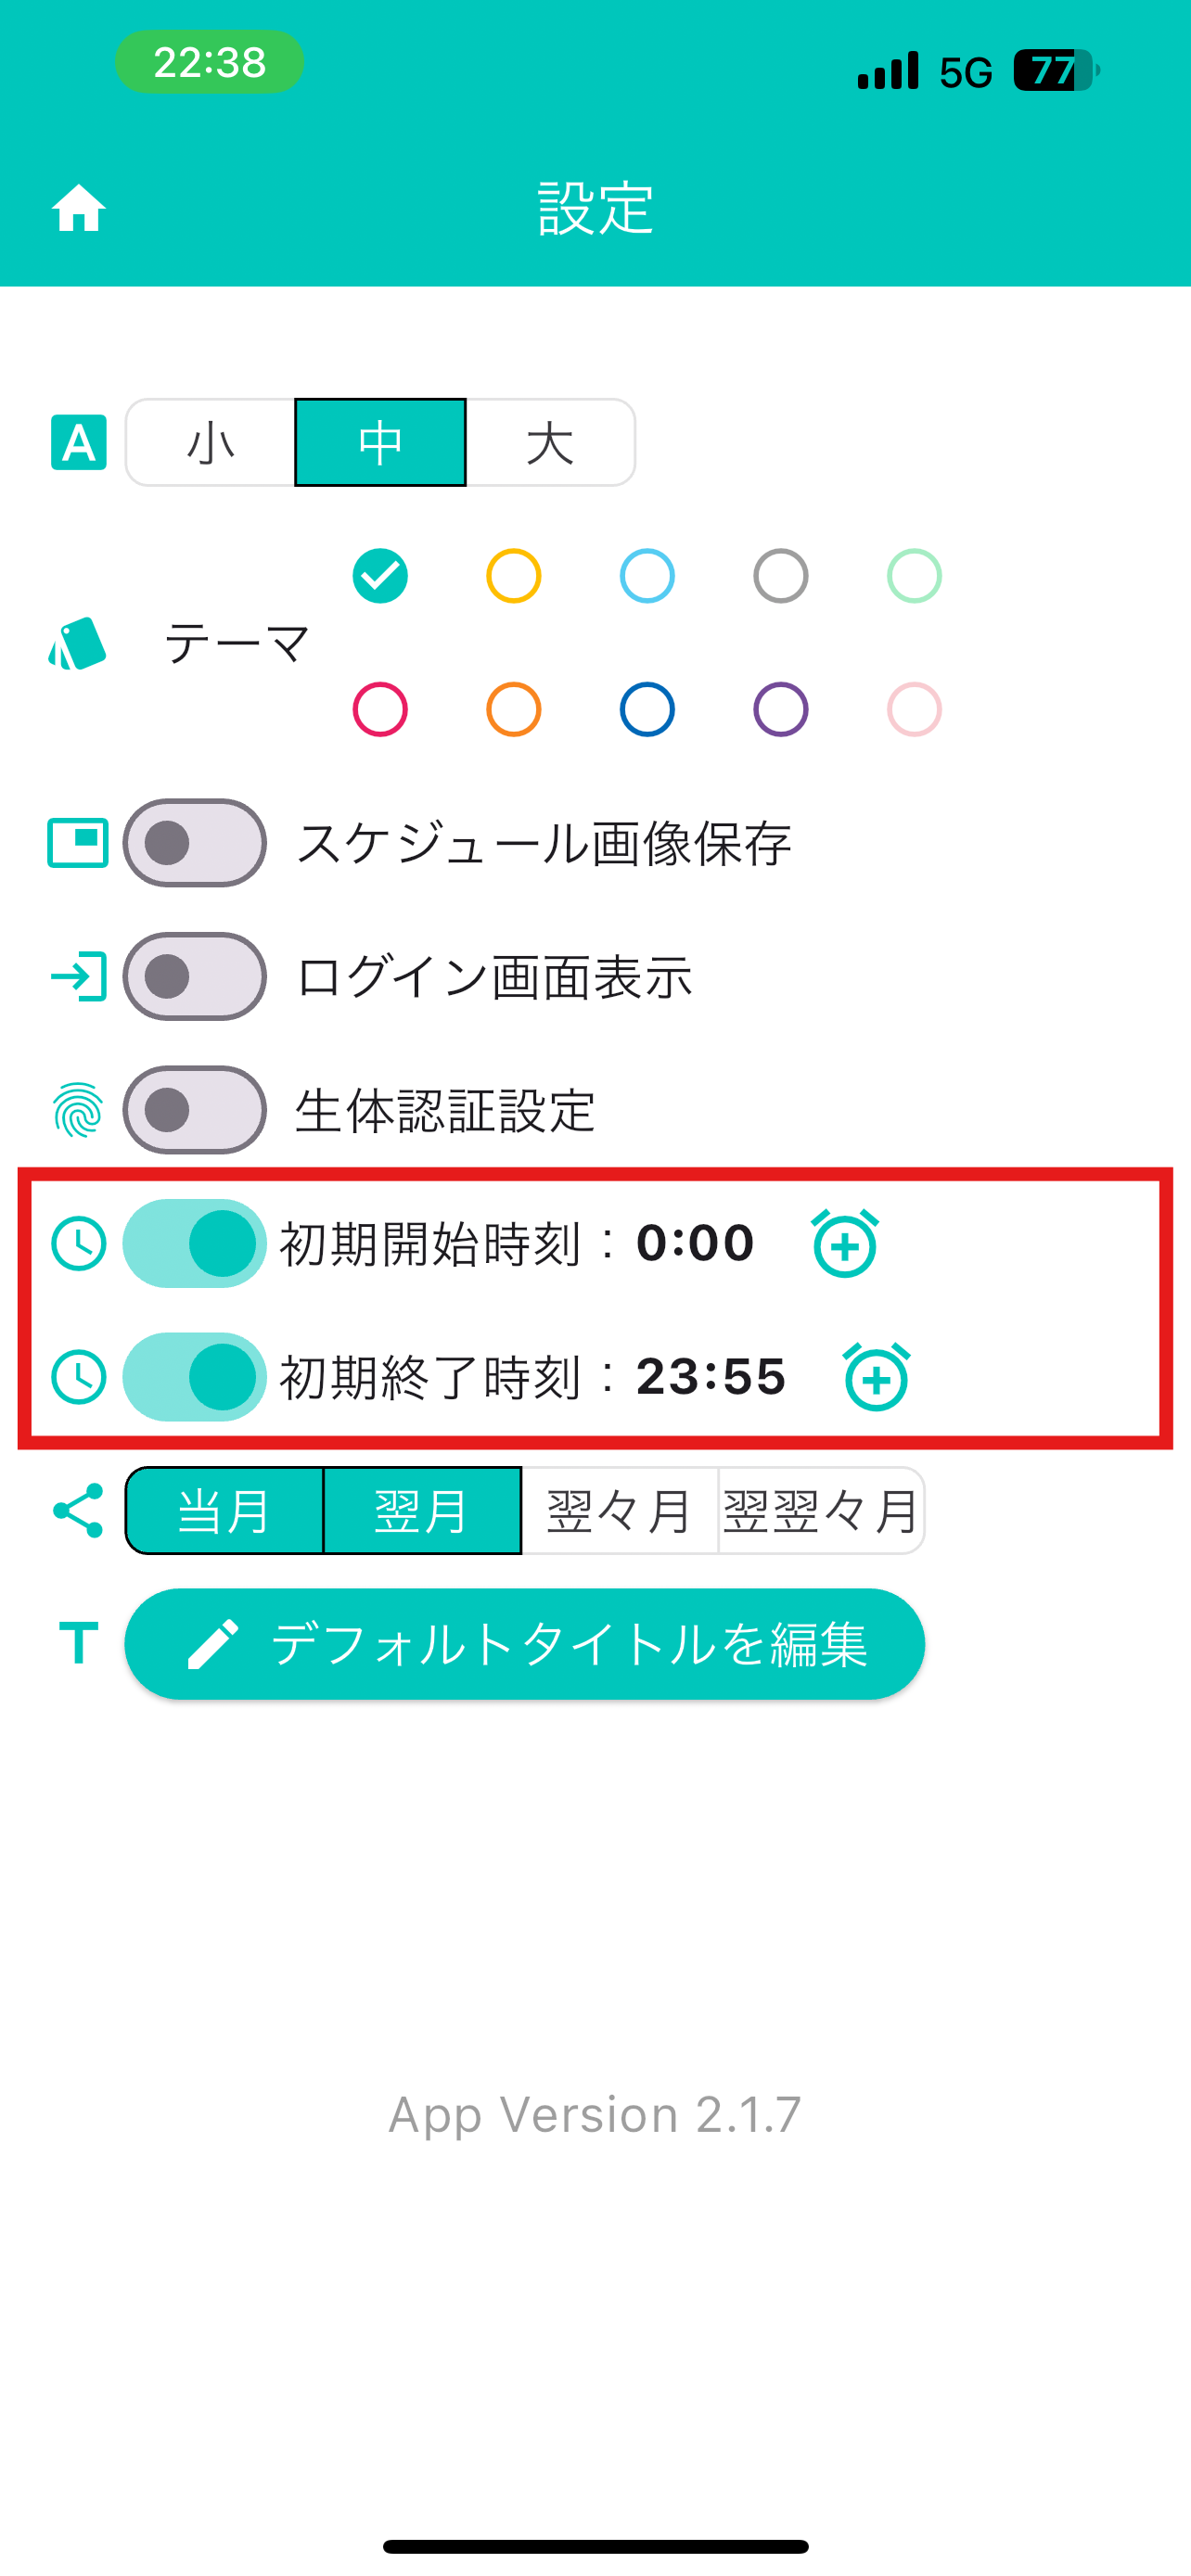 22:38 5G 77
設定
A 小 中 大
テーマ
スケジュール画像保存
ログイン画面表示
生体認証設定
初期開始時刻：0:00
初期終了時刻：23:55
当月 翌月 翌々月 翌翌々月
T デフォルトタイトルを編集
App Version 2.1.7